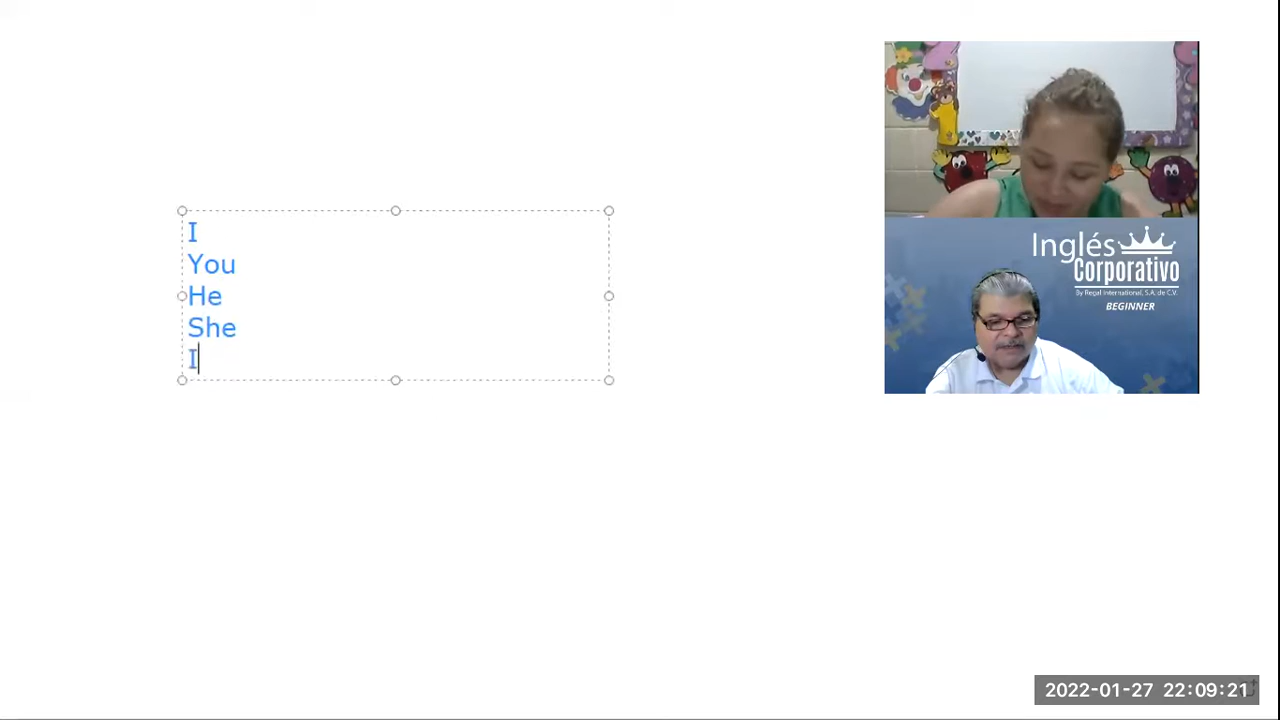 I
You
He
She
I
Inglés
Corporativo
By Regal International, S.A. de C.V.
BEGINNER
2022-01-27 22:09:21